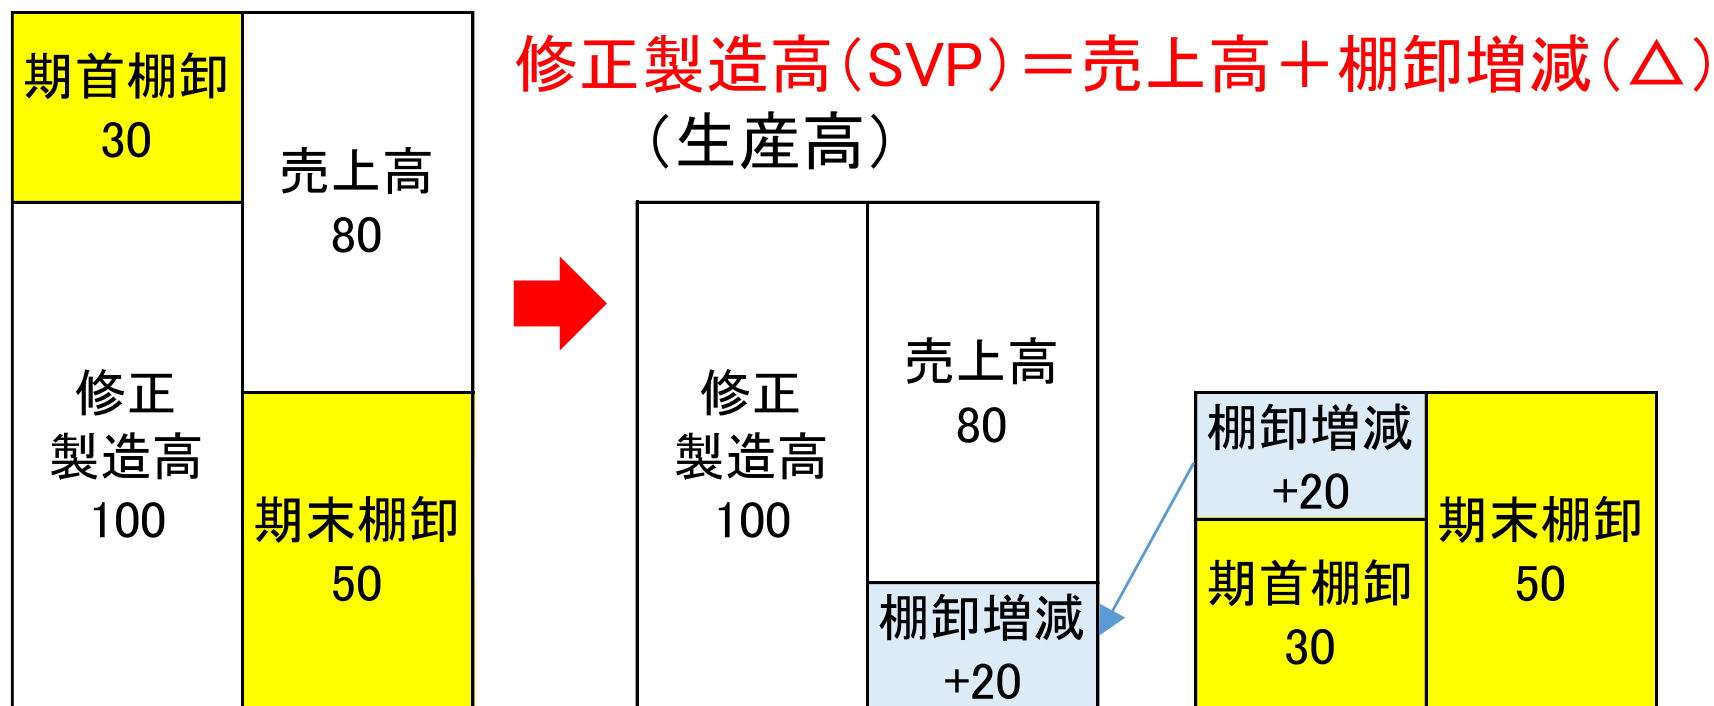 修正製造高(SVP)=売上高+棚卸増減(△)
(生産高)
期首棚卸
30
売上高
80
修正
製造高
100
期末棚卸
50
修正
製造高
100
売上高
80
棚卸増減
+20
棚卸増減
+20
期首棚卸
30
期末棚卸
50